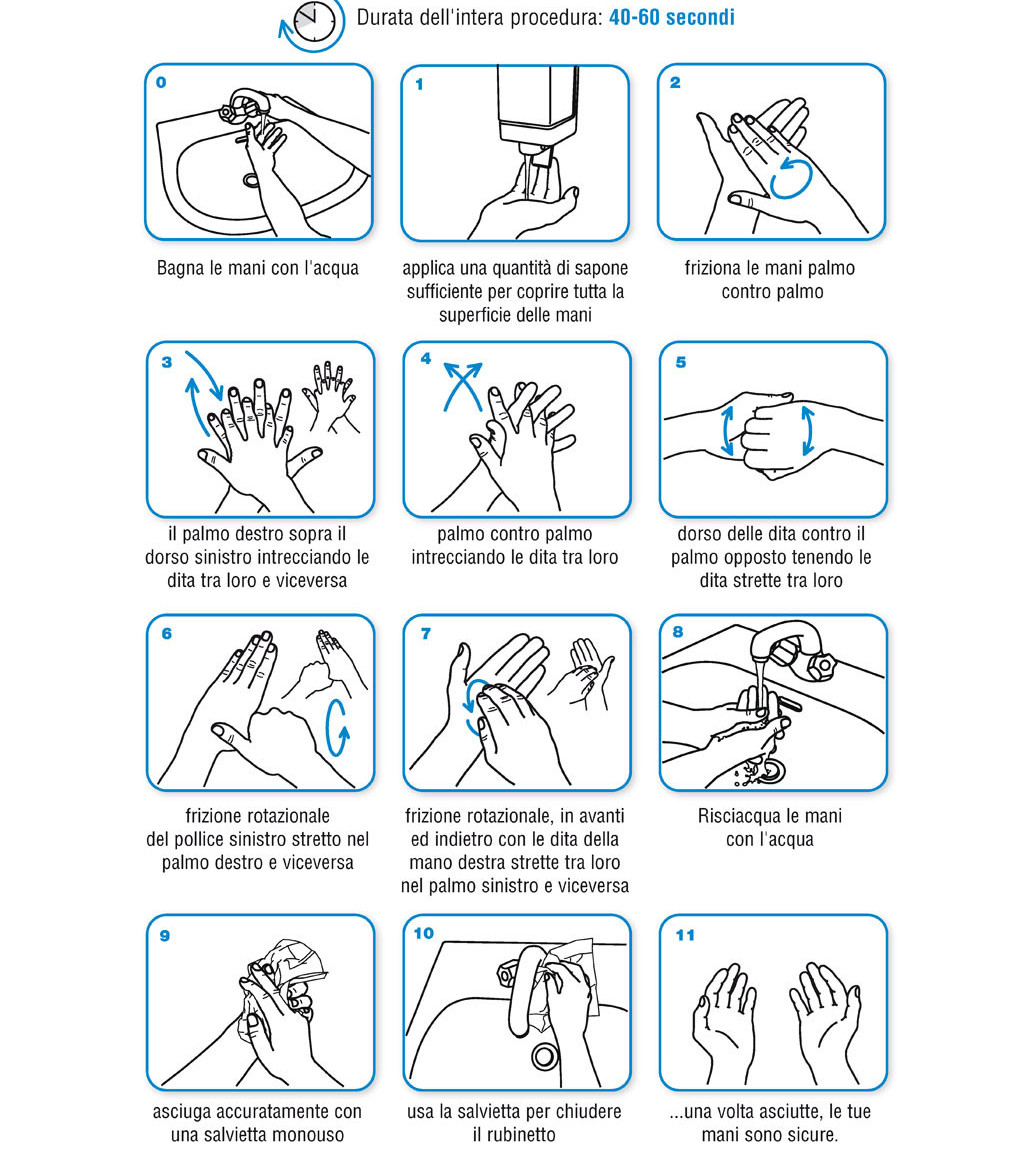 Durata dell'intera procedura: 40-60 secondi
0
Bagna le mani con l'acqua
1
applica una quantità di sapone
sufficiente per coprire tutta la
superficie delle mani
2
friziona le mani palmo
contro palmo
3
il palmo destro sopra il
dorso sinistro intrecciando le
dita tra loro e viceversa
4
palmo contro palmo
intrecciando le dita tra loro
5
dorso delle dita contro il
palmo opposto tenendo le
dita strette tra loro
6
frizione rotazionale
del pollice sinistro stretto nel
palmo destro e viceversa
7
frizione rotazionale, in avanti
ed indietro con le dita della
mano destra strette tra loro
nel palmo sinistro e viceversa
8
Risciacqua le mani
con l'acqua
9
asciuga accuratamente con
una salvietta monouso
10
usa la salvietta per chiudere
il rubinetto
11
...una volta asciutte, le tue
mani sono sicure.